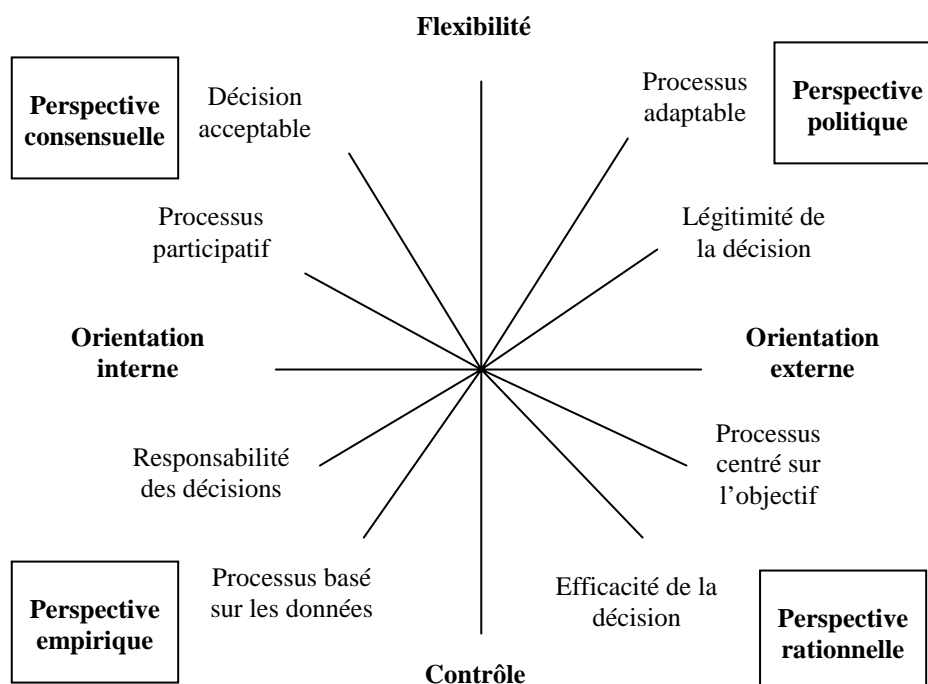 Flexibilité
Perspective
consensuelle
Décision
acceptable
Processus
adaptable
Perspective
politique
Processus
participatif
Légitimité de
la décision
Orientation
interne
Orientation
externe
Responsabilité
des décisions
Processus
centré sur
l’objectif
Perspective
empirique
Processus basé
sur les données
Efficacité de la
décision
Perspective
rationnelle
Contrôle